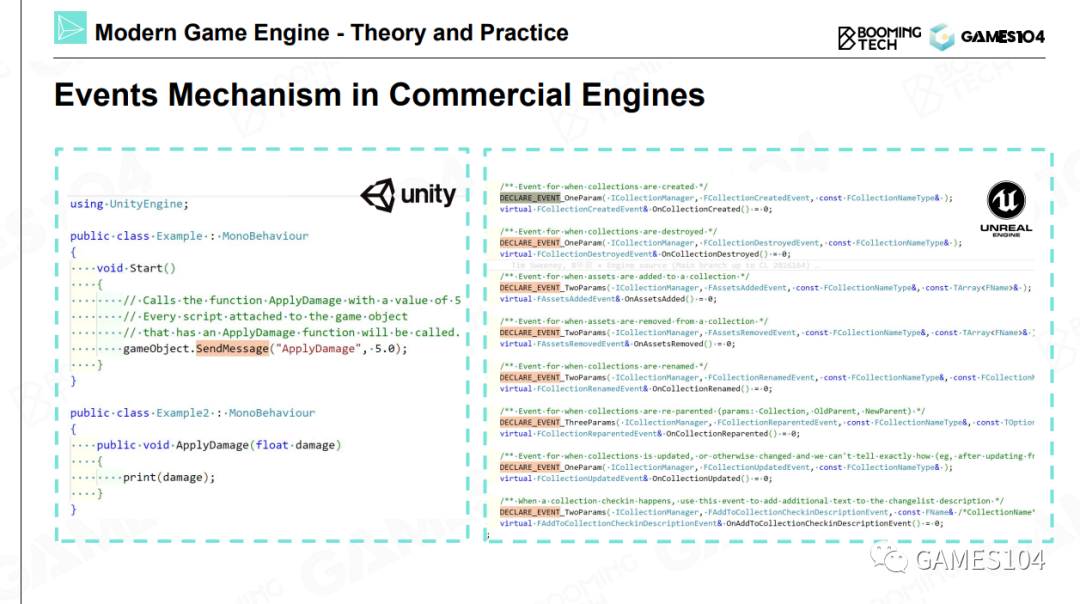 Modern Game Engine - Theory and Practice
BOOMING TECH
GAMES104
Events Mechanism in Commercial Engines
unity
using UnityEngine;
public class Example : MonoBehaviour
{
void Start()
{
// Calls the function ApplyDamage with a value of 5
// Every script attached to the game object
// that has an ApplyDamage function will be called.
gameObject.SendMessage("ApplyDamage", 5.0);
}
}
public class Example2 : MonoBehaviour
{
public void ApplyDamage(float damage)
{
print(damage);
}
}
UNREAL
ENGINE
/** Event for when collections are created */
DECLARE_EVENT_OneParam( ICollectionManager, FCollectionCreatedEvent, const FCollectionNameType& );
virtual FCollectionCreatedEvent& OnCollectionCreated() = 0;
/** Event for when collections are destroyed */
DECLARE_EVENT_OneParam( ICollectionManager, FCollectionDestroyedEvent, const FCollectionNameType& );
virtual FCollectionDestroyedEvent& OnCollectionDestroyed() = 0;
/** Event for when assets are added to a collection */
DECLARE_EVENT_TwoParams( ICollectionManager, FAssetsAddedEvent, const FCollectionNameType&, const TArray<FName>& );
virtual FAssetsAddedEvent& OnAssetsAdded() = 0;
/** Event for when assets are removed from a collection */
DECLARE_EVENT_TwoParams( ICollectionManager, FAssetsRemovedEvent, const FCollectionNameType&, const TArray<FName>& )
virtual FAssetsRemovedEvent& OnAssetsRemoved() = 0;
/** Event for when collections are renamed */
DECLARE_EVENT_TwoParams( ICollectionManager, FCollectionRenamedEvent, const FCollectionNameType&, const FCollectionN
virtual FCollectionRenamedEvent& OnCollectionRenamed() = 0;
/** Event for when collections are re-parented (params: Collection, OldParent, NewParent) */
DECLARE_EVENT_ThreeParams( ICollectionManager, FCollectionReparentedEvent, const FCollectionNameType&, const TOption
virtual FCollectionReparentedEvent& OnCollectionReparented() = 0;
/** Event for when collections is updated, or otherwise changed and we can't tell exactly how (eg, after updating fr
DECLARE_EVENT_OneParam( ICollectionManager, FCollectionUpdatedEvent, const FCollectionNameType& );
virtual FCollectionUpdatedEvent& OnCollectionUpdated() = 0;
/** When a collection checkin happens, use this event to add additional text to the changelist description */
DECLARE_EVENT_TwoParams( ICollectionManager, FAddToCollectionCheckinDescriptionEvent, const FName& /*CollectionName*
virtual FAddToCollectionCheckinDescriptionEvent& OnAddToCollectionCheckinDescriptionEvent() = 0;
GAMES104